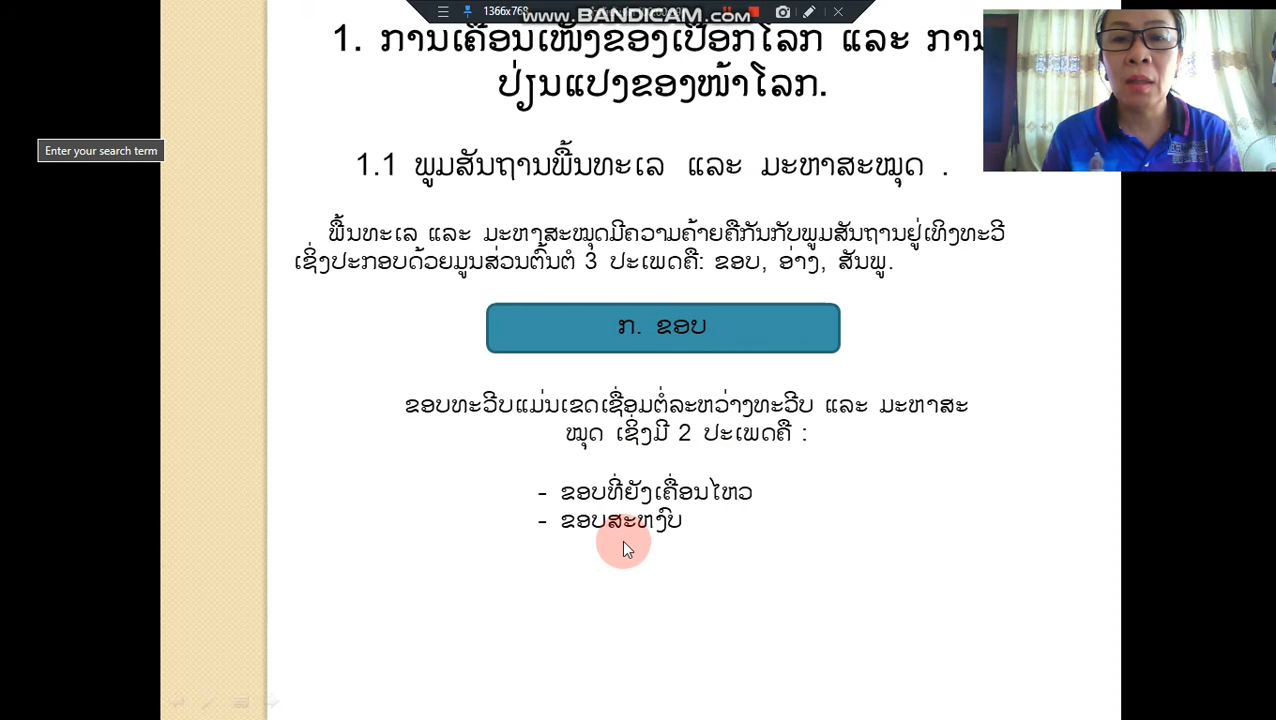 1366x768
www.BANDICAM.com
1. ການເຄື່ອນເໜັງຂອງເປືອກໂລກ ແລະ ການ
ປ່ຽນແປງຂອງໜ້າໂລກ.
Enter your search term
1.1 ພູມສັນຖານພື້ນທະເລ ແລະ ມະຫາສະໝຸດ .
ພື້ນທະເລ ແລະ ມະຫາສະໝຸດມີຄວາມຄ້າຍຄືກັນກັບພູມສັນຖານຢູ່ເທິງທະວີ
ເຊິ່ງປະກອບດ້ວຍມູນສ່ວນຕົ້ນຕໍ 3 ປະເພດຄື: ຂອບ, ອ່າງ, ສັນພູ.
ກ. ຂອບ
ຂອບທະວີບແມ່ນເຂດເຊື່ອມຕໍ່ລະຫວ່າງທະວີບ ແລະ ມະຫາສະ
ໝຸດ ເຊິ່ງມີ 2 ປະເພດຄື :
- ຂອບທີ່ຍັງເຄື່ອນໄຫວ
- ຂອບສະຫງົບ